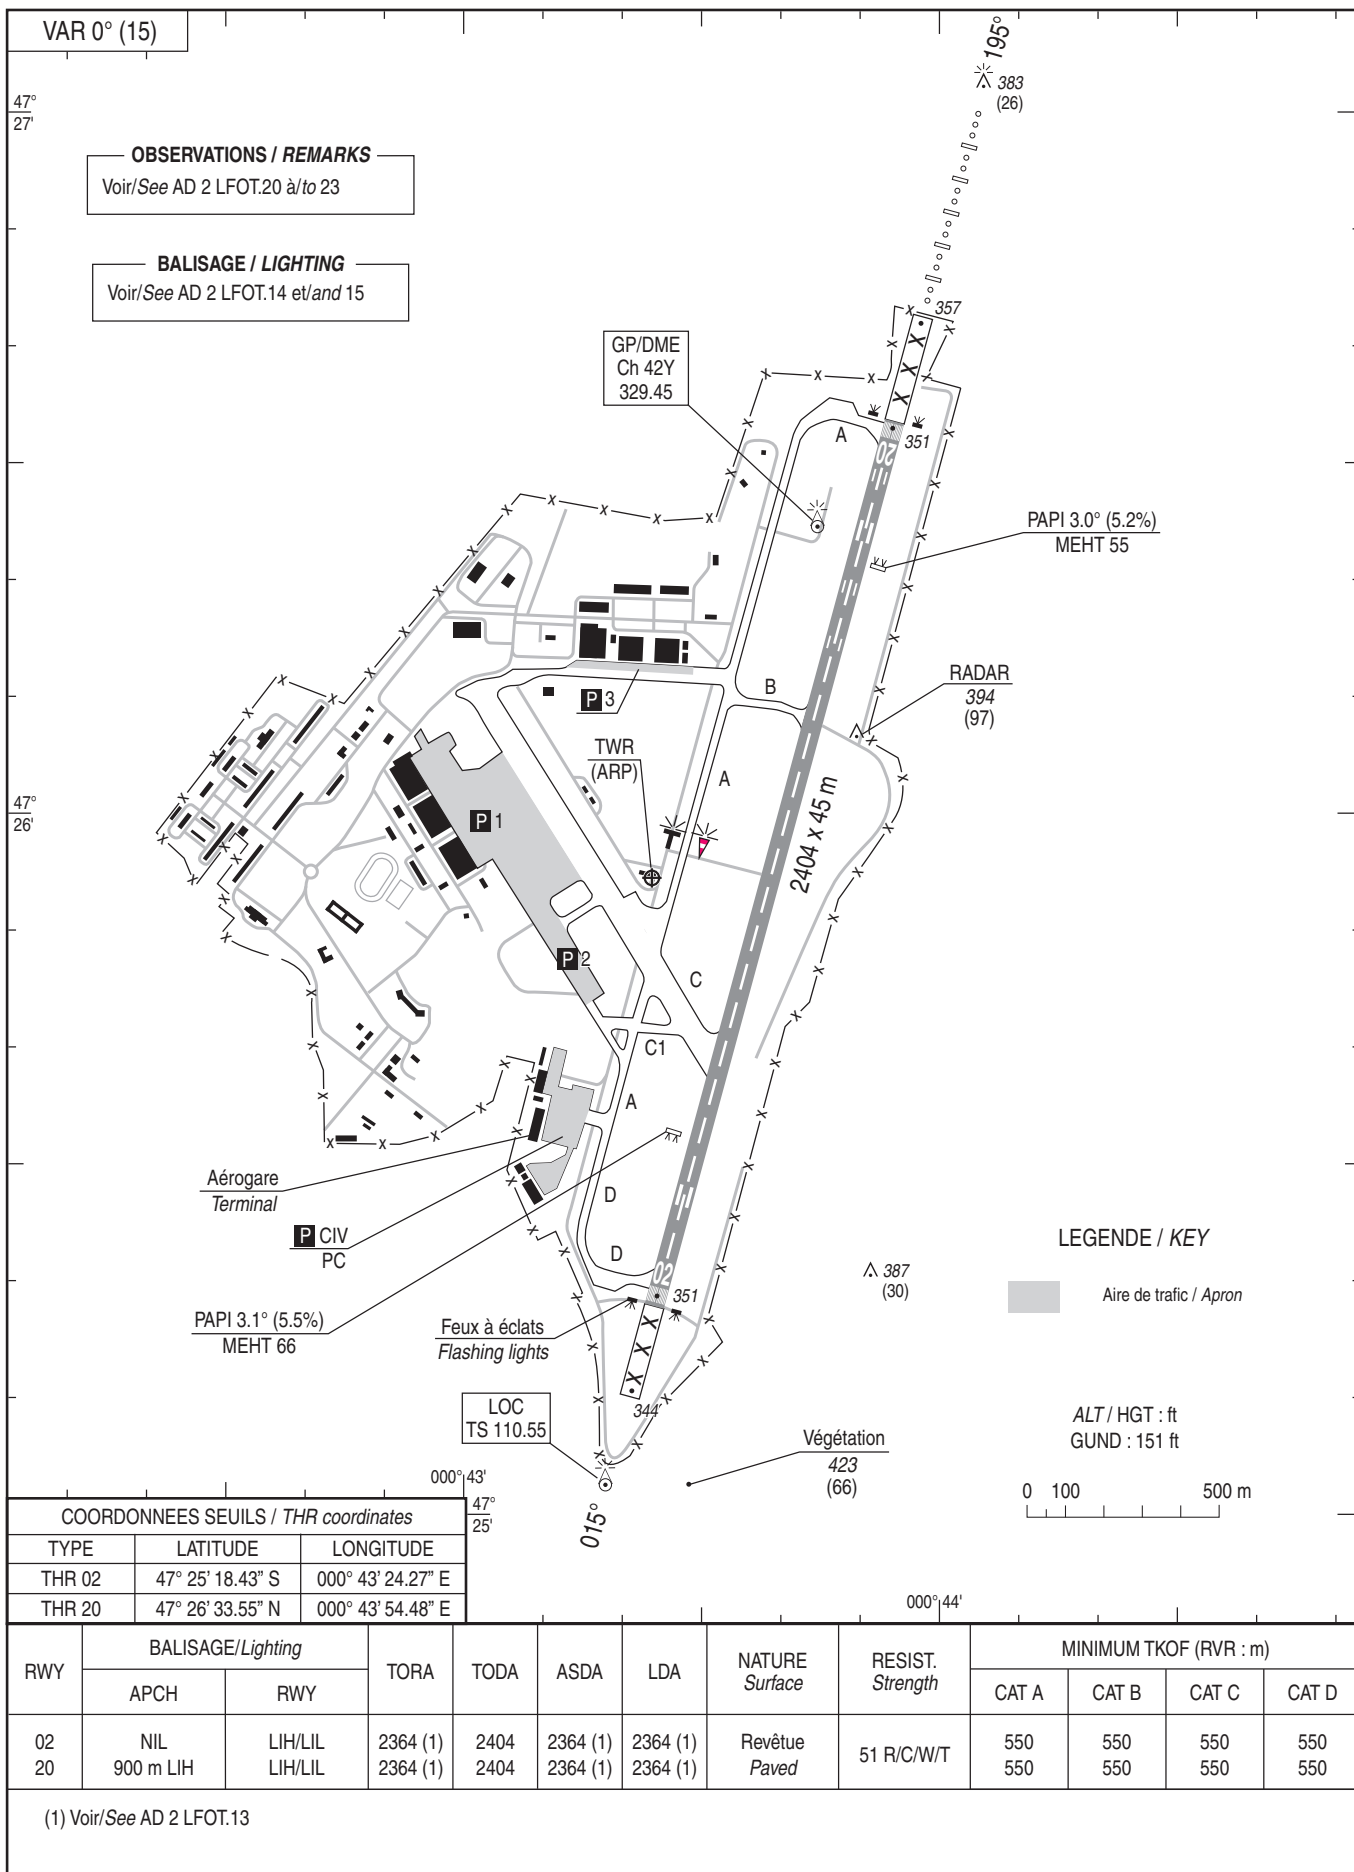 VAR 0° (15)
195°
383
(26)
47°
27'
OBSERVATIONS / REMARKS
Voir/See AD 2 LFOT.20 à/to 23
BALISAGE / LIGHTING
Voir/See AD 2 LFOT.14 et/and 15
357
GP/DME
Ch 42Y
329.45
A
351
20
PAPI 3.0° (5.2%)
MEHT 55
RADAR
394
(97)
B
P 3
TWR
(ARP)
A
47°
26'
P 1
2404 x 45 m
P 2
C
C1
A
Aérogare
Terminal
D
P CIV
PC
D
LEGENDE / KEY
02
387
(30)
351
Aire de trafic / Apron
PAPI 3.1° (5.5%)
MEHT 66
Feux à éclats
Flashing lights
344'
LOC
TS 110.55
ALT / HGT : ft
GUND : 151 ft
Végétation
423
(66)
000° 43'
0 100 500 m
47°
25'
015°
COORDONNEES SEUILS / THR coordinates
TYPE LATITUDE LONGITUDE
THR 02 47° 25’ 18.43” S 000° 43’ 24.27” E
THR 20 47° 26’ 33.55” N 000° 43’ 54.48” E
000° 44'
RWY BALISAGE/Lighting TORA TODA ASDA LDA NATURE Surface RESIST. Strength MINIMUM TKOF (RVR : m)
APCH RWY CAT A CAT B CAT C CAT D
02 NIL LIH/LIL 2364 (1) 2404 2364 (1) 2364 (1) Revêtue 51 R/C/W/T 550 550 550 550
20 900 m LIH LIH/LIL 2364 (1) 2404 2364 (1) 2364 (1) Paved 550 550 550 550
(1) Voir/See AD 2 LFOT.13